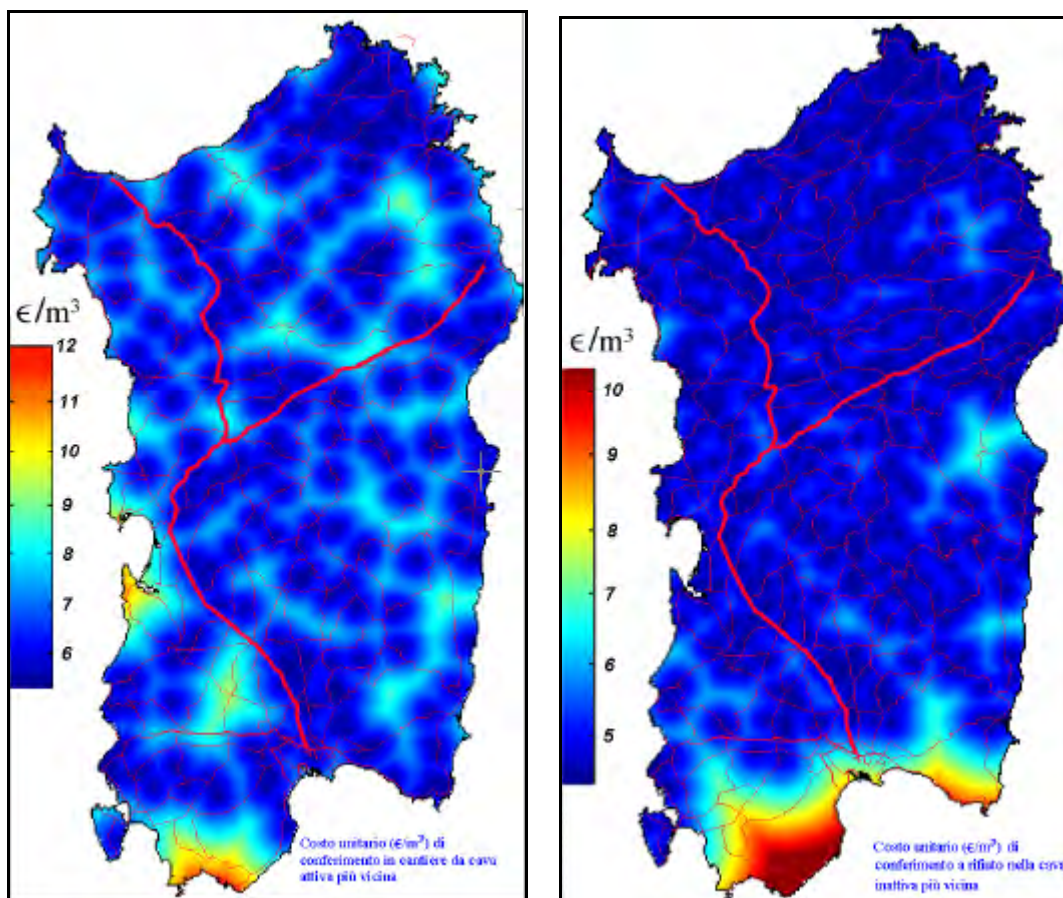 €/m³
12
11
10
9
8
7
6
Costo unitario (€/m³) di
conferimento in cantiere da cava
attiva più vicina
€/m³
10
9
8
7
6
5
Costo unitario (€/m³) di
conferimento a rifiuto nella cava
inattiva più vicina